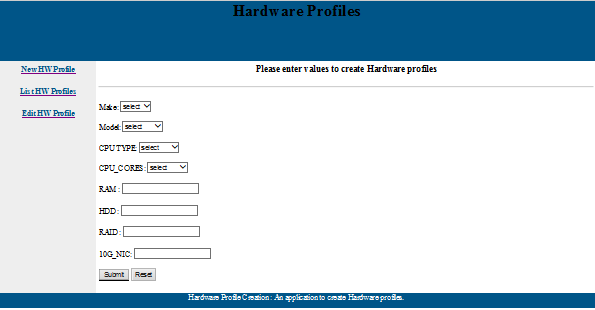 Hardware Profiles
New HW Profile
List HW Profiles
Edit HW Profile
Please enter values to create Hardware profiles
Make: select
Model: select
CPU TYPE: select
CPU_CORES: select
RAM :
HDD :
RAID :
10G_NIC:
Submit Reset
Hardware Profile Creation : An application to create Hardware profiles.